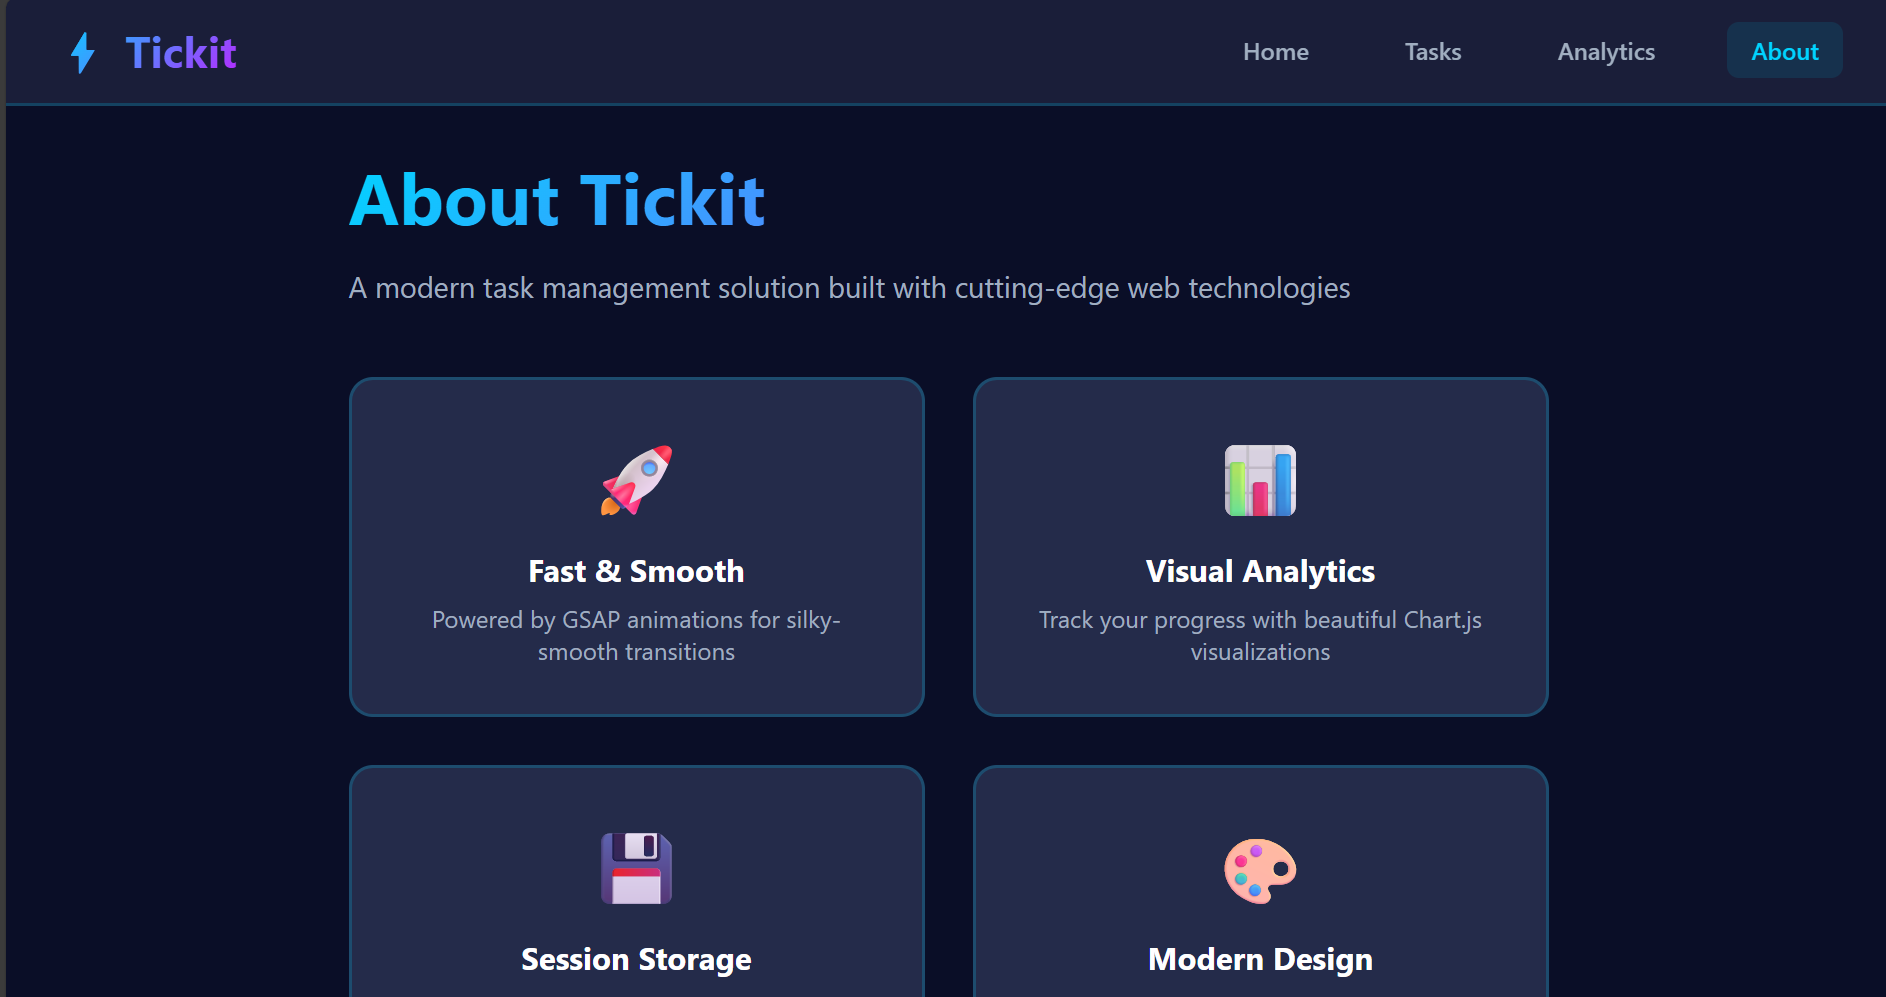 Tickit
Home
Tasks
Analytics
About
About Tickit
A modern task management solution built with cutting-edge web technologies
Fast & Smooth
Powered by GSAP animations for silky-
smooth transitions
Visual Analytics
Track your progress with beautiful Chart.js
visualizations
Session Storage
Modern Design